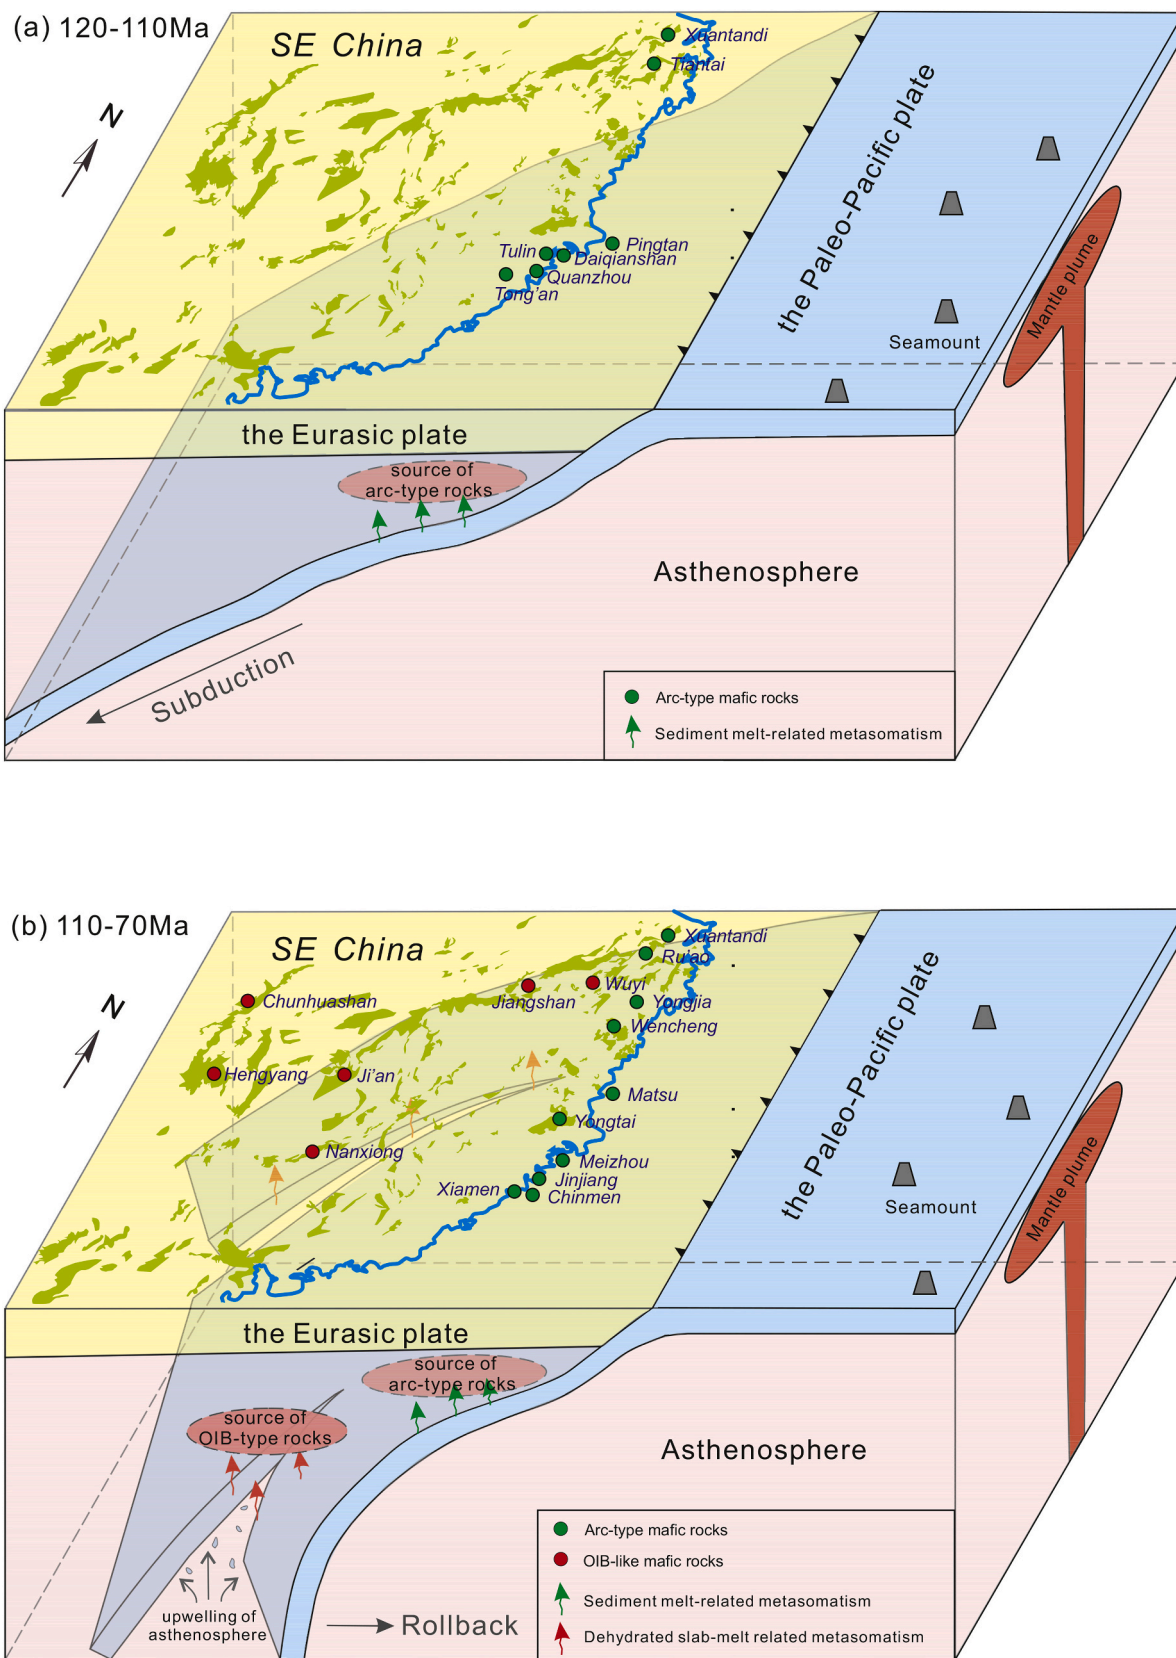 (a) 120-110Ma
SE China
N
Xuantandi
Tiantai
the Paleo-Pacific plate
Pingtan
Tulin
Daiqianshan
Quanzhou
Tong'an
Seamount
Mantle plume
the Eurasic plate
source of
arc-type rocks
Asthenosphere
Subduction
Arc-type mafic rocks
Sediment melt-related metasomatism
(b) 110-70Ma
SE China
N
Xuantandi
Ru'ao
Wuyi
Jiangshan
Chunhuashan
Yongjia
Wencheng
Hengyang
Ji'an
Matsu
Yongtai
Nanxiong
Meizhou
Jinjiang
Xiamen
Chinmen
the Paleo-Pacific plate
Seamount
Mantle plume
the Eurasic plate
source of
arc-type rocks
source of
OIB-type rocks
Asthenosphere
upwelling of
asthenosphere
Rollback
Arc-type mafic rocks
OIB-like mafic rocks
Sediment melt-related metasomatism
Dehydrated slab-melt related metasomatism